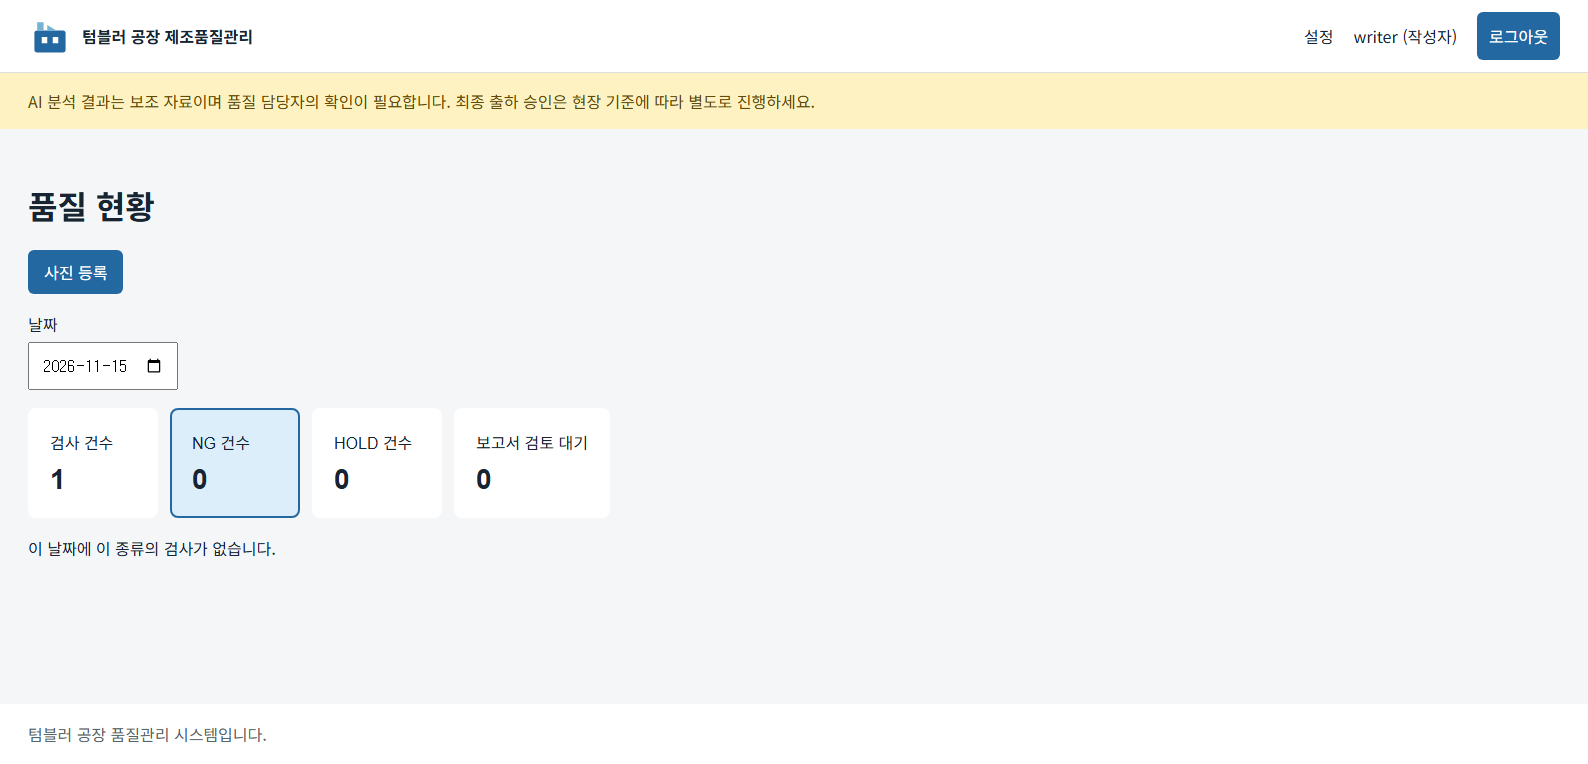 텀블러 공장 제조품질관리
설정 writer (작성자) 로그아웃
AI 분석 결과는 보조 자료이며 품질 담당자의 확인이 필요합니다. 최종 출하 승인은 현장 기준에 따라 별도로 진행하세요.
품질 현황
사진 등록
날짜
2026-11-15
검사 건수
1
NG 건수
0
HOLD 건수
0
보고서 검토 대기
0
이 날짜에 이 종류의 검사가 없습니다.
텀블러 공장 품질관리 시스템입니다.